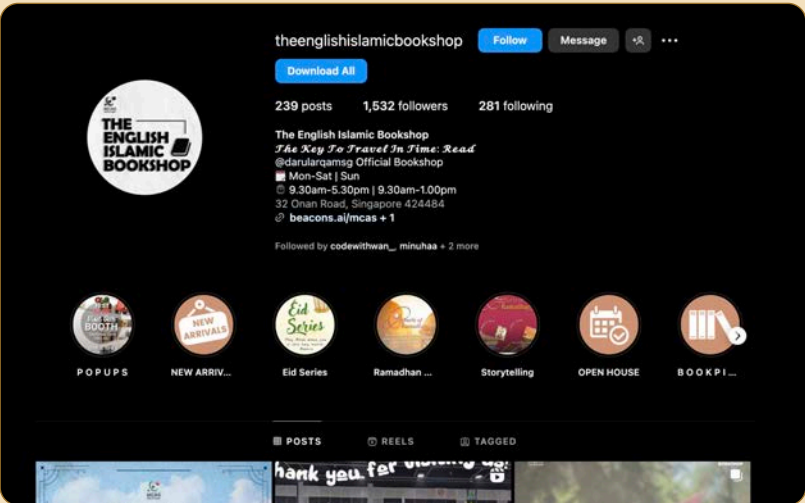 theenglishislamicbookshop Follow Message
Download All
239 posts 1,532 followers 281 following
THE
ENGLISH
ISLAMIC
BOOKSHOP
The English Islamic Bookshop
The Key To Travel In Time: Read
@darularqamsg Official Bookshop
Mon-Sat | Sun
9.30am-5.30pm | 9.30am-1.00pm
32 Onan Road, Singapore 424484
beacons.ai/mcas + 1
Followed by codewithwan_, minuhaa + 2 more
BOOTH
NEW
ARRIVALS
Eid
Series
POPUPS NEW ARRIV... Eid Series Ramadhan ... Storytelling OPEN HOUSE BOOKPI...
POSTS REELS TAGGED
hank you for visiting us!